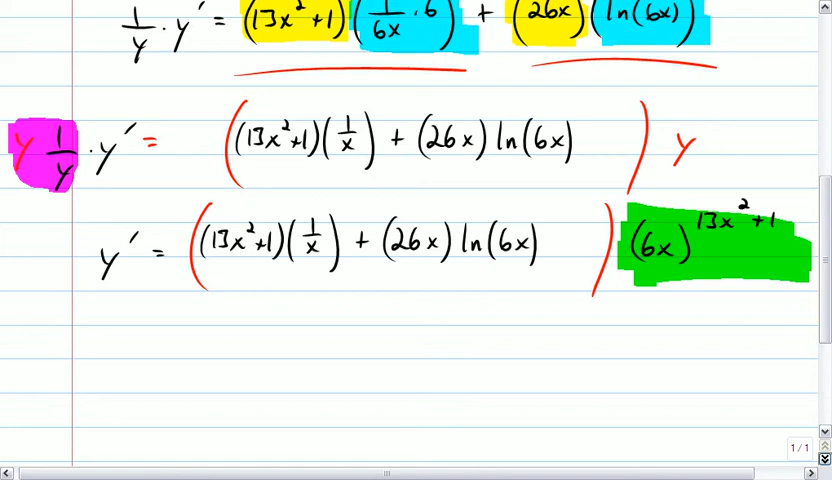 1/y · y′ = (13x²+1)(1/6x · 6) + (26x)(ln(6x))
y 1/y · y′ = ((13x²+1)(1/x) + (26x) ln(6x)) y
y′ = ((13x²+1)(1/x) + (26x) ln(6x)) (6x)^13x²+1
1/1